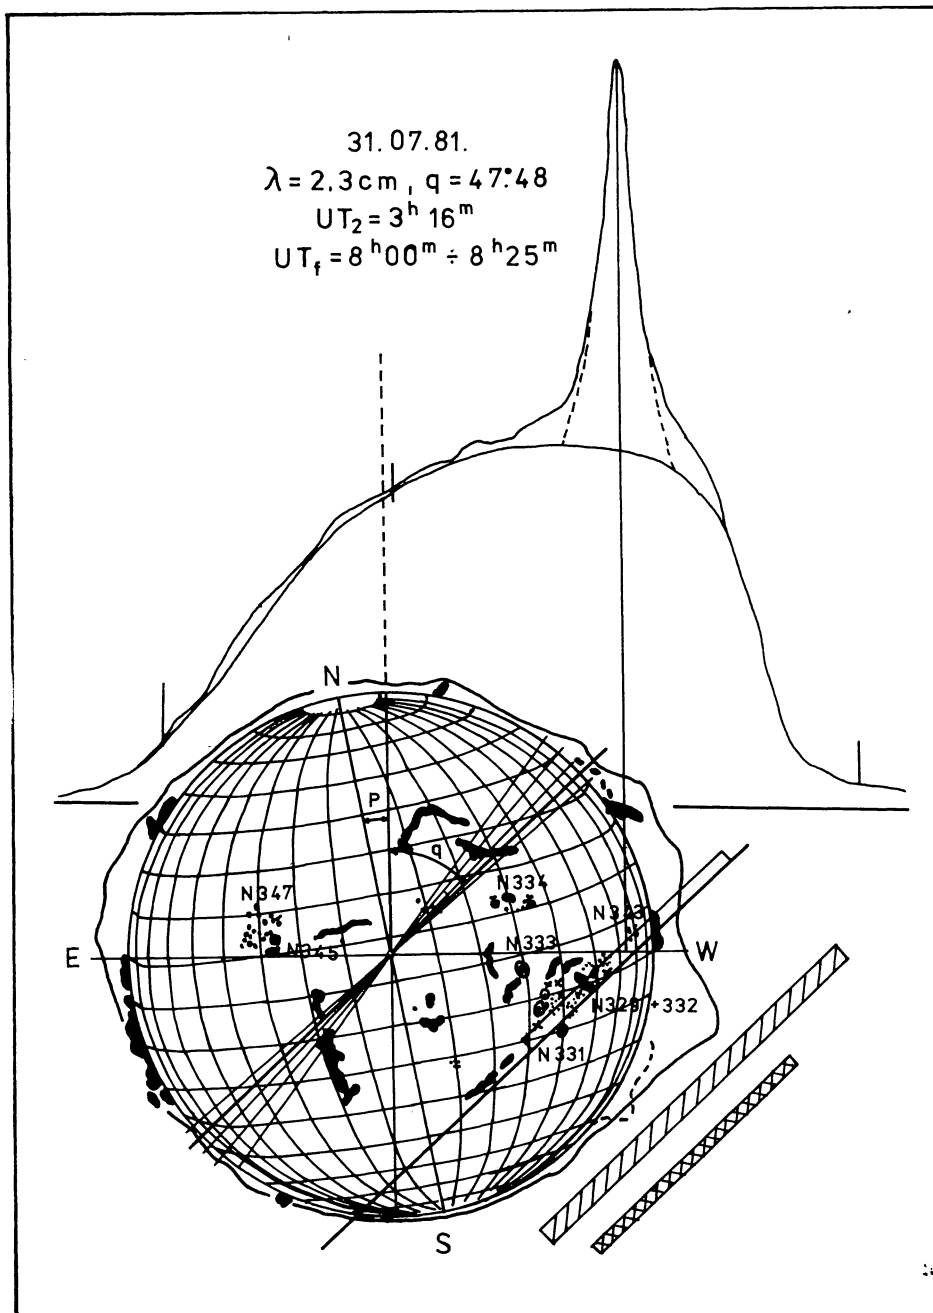 31.07.81.
λ = 2.3 cm, q = 47°.48
UT₂ = 3ʰ 16ᵐ
UT_f = 8ʰ00ᵐ ÷ 8ʰ25ᵐ
N
P
q
N334
N347
N343
N345
N333
E
W
N329 +332
N331
S